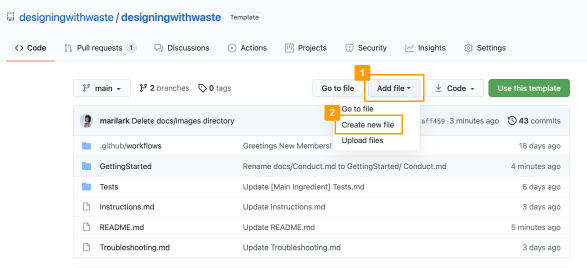 designingwithwaste / designingwithwaste Template
Code Pull requests 1 Discussions Actions Projects Security Insights Settings
1
main 2 branches 0 tags Go to file Add file Code Use this template
2 Go to file
marilark Delete docs/images directory aff459 3 minutes ago 43 commits
Create new file
Upload files
.github/workflows Greetings New Members! 18 days ago
GettingStarted Rename docs/Conduct.md to GettingStarted/ Conduct.md 4 minutes ago
Tests Update [Main Ingredient] Tests.md 6 days ago
Instructions.md Update Instructions.md 3 days ago
README.md Update README.md 5 minutes ago
Troubleshooting.md Update Troubleshooting.md 3 days ago